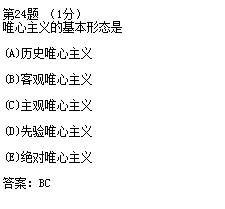 第24题 （1分）
唯心主义的基本形态是
(A)历史唯心主义
(B)客观唯心主义
(C)主观唯心主义
(D)先验唯心主义
(E)绝对唯心主义
答案：BC